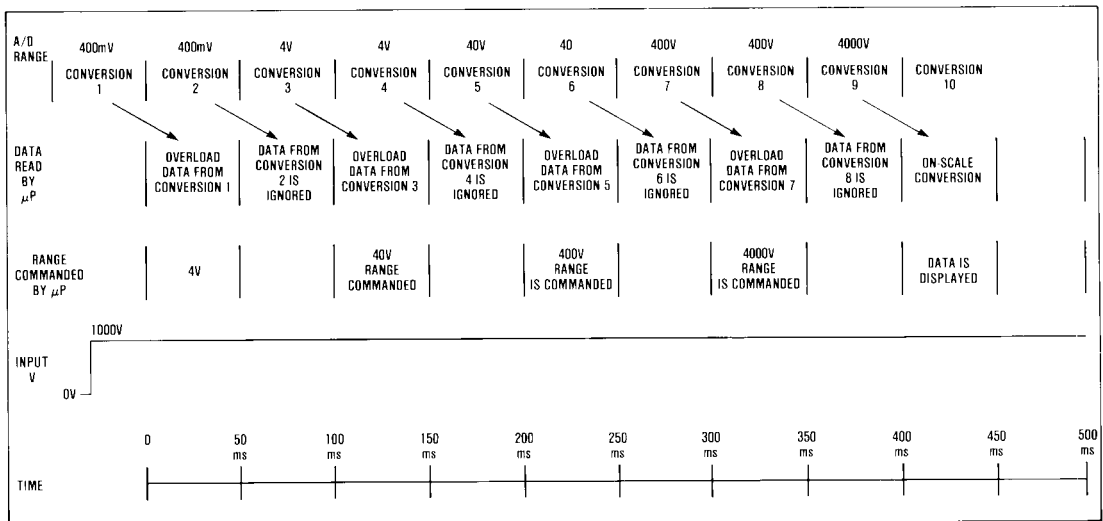 A/D
RANGE
400mV 400mV 4V 4V 40V 40 400V 400V 4000V
CONVERSION CONVERSION CONVERSION CONVERSION CONVERSION CONVERSION CONVERSION CONVERSION CONVERSION CONVERSION
1 2 3 4 5 6 7 8 9 10
DATA
READ
BY
μP
OVERLOAD
DATA FROM
CONVERSION 1
DATA FROM
CONVERSION
2 IS
IGNORED
OVERLOAD
DATA FROM
CONVERSION 3
DATA FROM
CONVERSION
4 IS
IGNORED
OVERLOAD
DATA FROM
CONVERSION 5
DATA FROM
CONVERSION
6 IS
IGNORED
OVERLOAD
DATA FROM
CONVERSION 7
DATA FROM
CONVERSION
8 IS
IGNORED
ON-SCALE
CONVERSION
RANGE
COMMANDED
BY μP
4V
40V
RANGE
COMMANDED
400V
RANGE
IS COMMANDED
4000V
RANGE
IS COMMANDED
DATA IS
DISPLAYED
INPUT
V
1000V
0V
TIME
0 50 100 150 200 250 300 350 400 450 500
ms ms ms ms ms ms ms ms ms ms